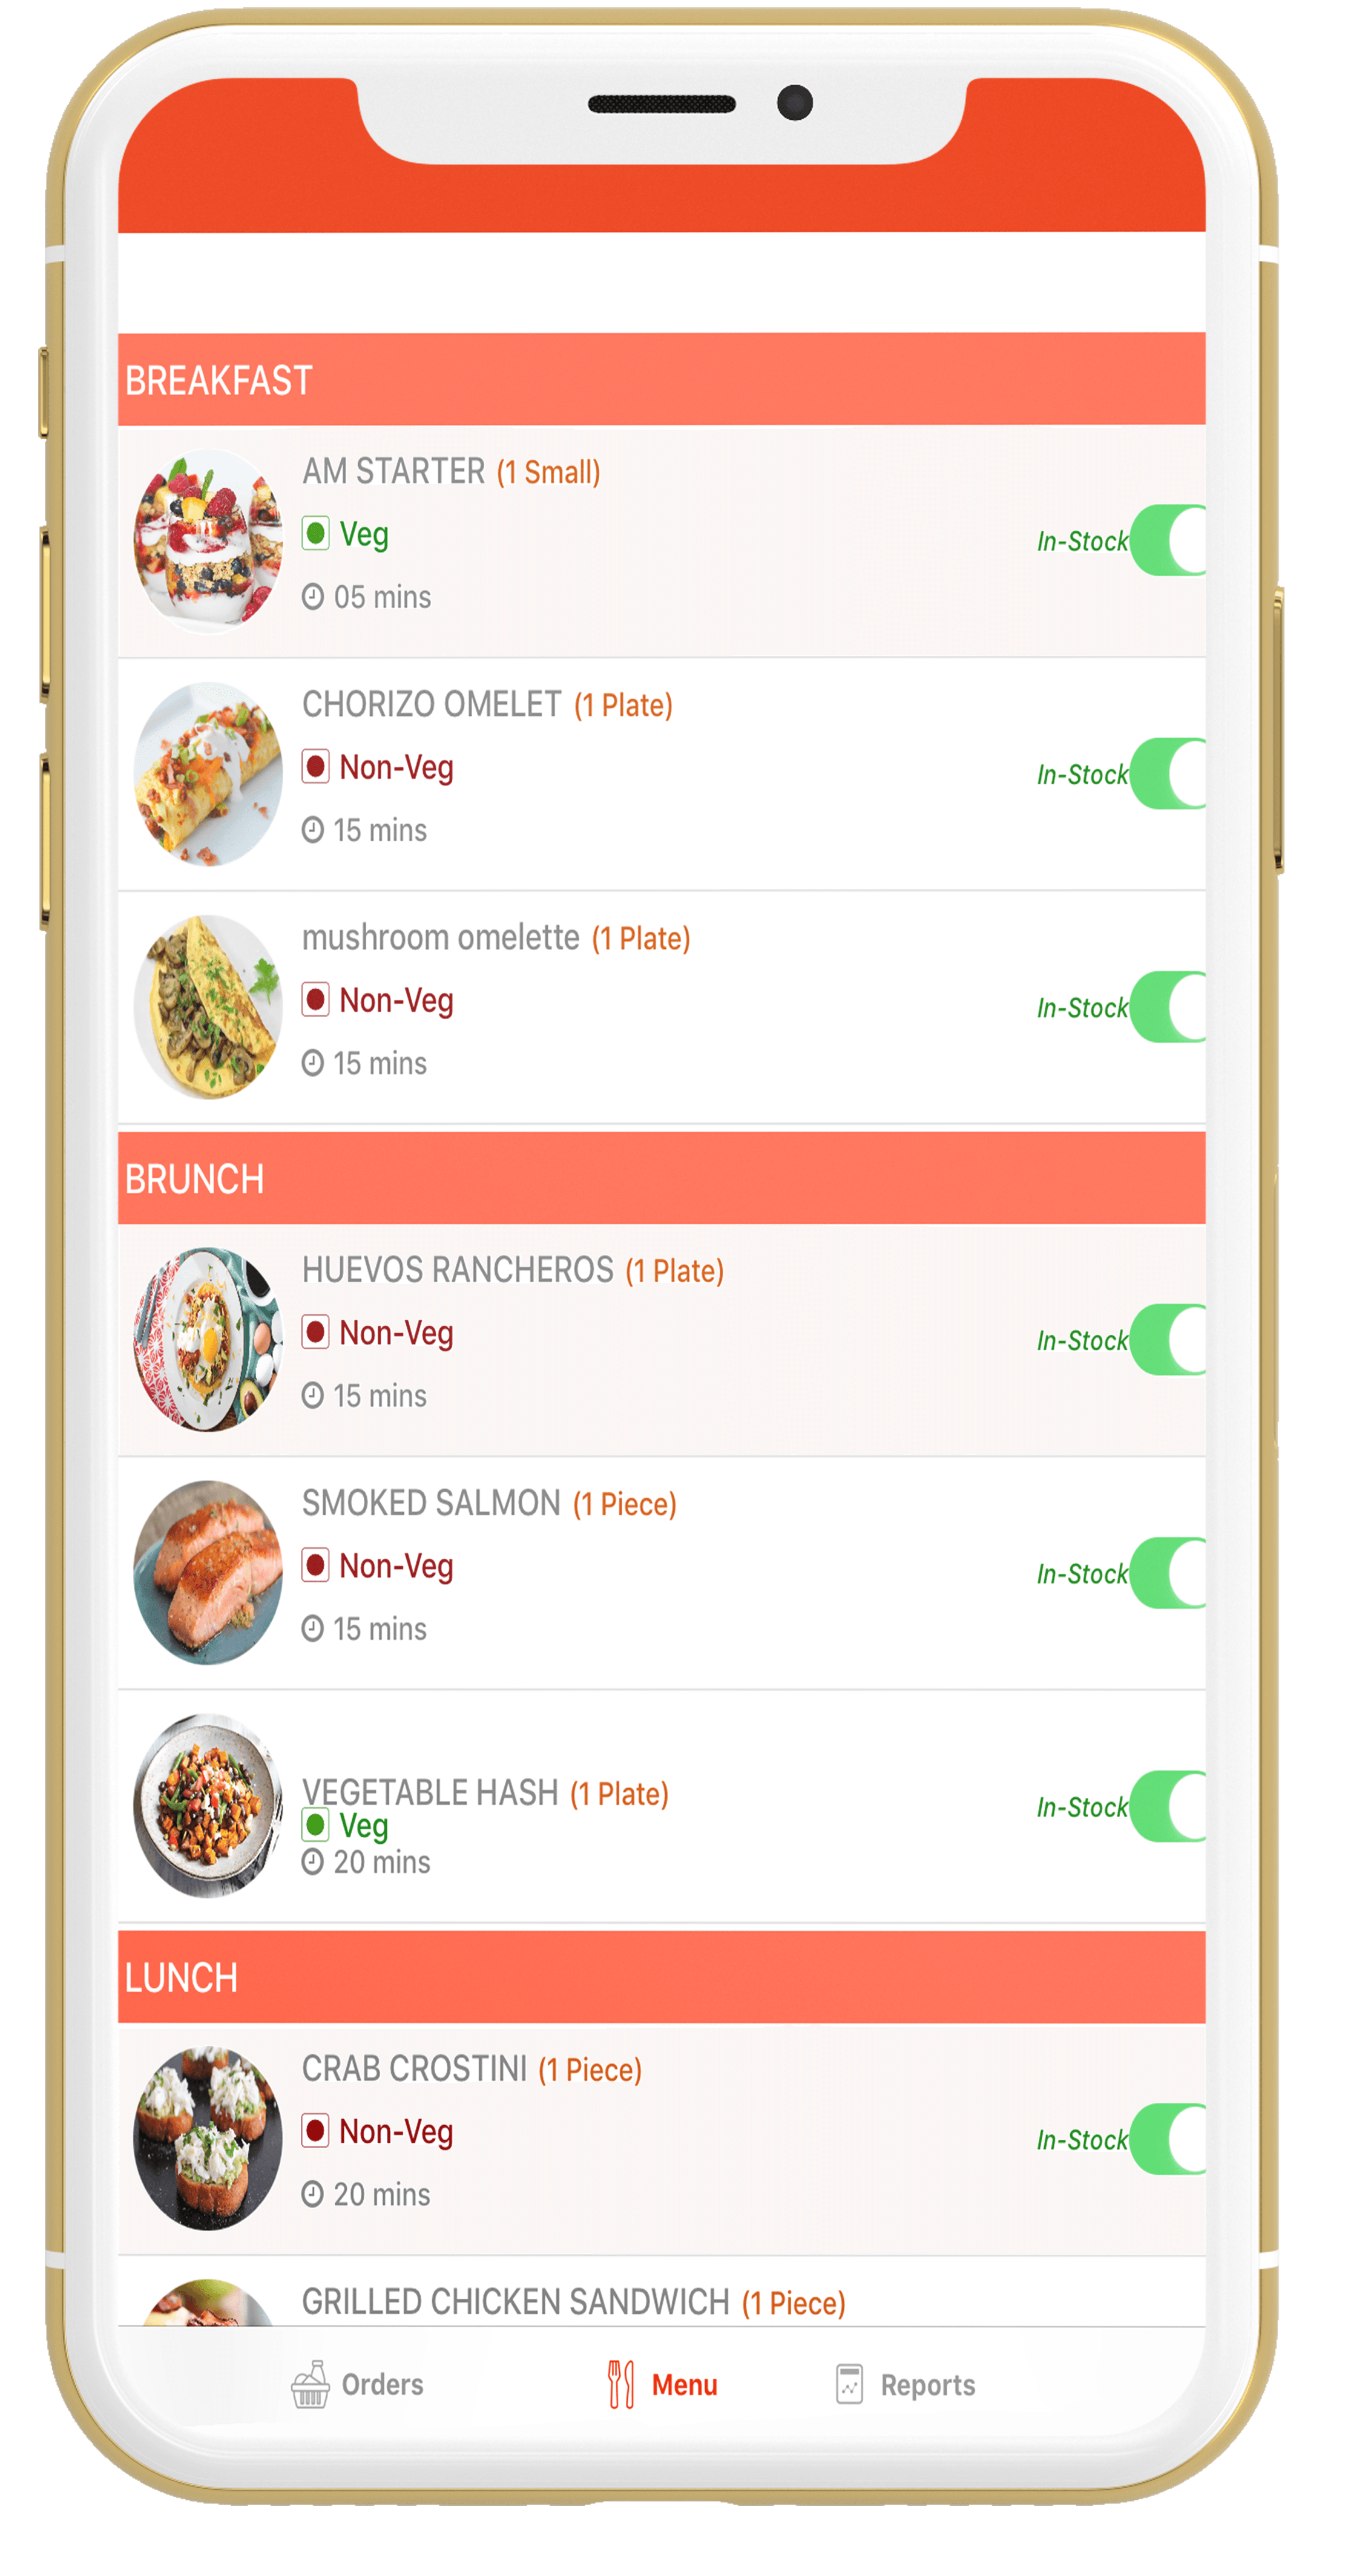 BREAKFAST
AM STARTER (1 Small)
Veg
05 mins
In-Stock
CHORIZO OMELET (1 Plate)
Non-Veg
15 mins
In-Stock
mushroom omelette (1 Plate)
Non-Veg
15 mins
In-Stock
BRUNCH
HUEVOS RANCHEROS (1 Plate)
Non-Veg
15 mins
In-Stock
SMOKED SALMON (1 Piece)
Non-Veg
15 mins
In-Stock
VEGETABLE HASH (1 Plate)
Veg
20 mins
In-Stock
LUNCH
CRAB CROSTINI (1 Piece)
Non-Veg
20 mins
In-Stock
GRILLED CHICKEN SANDWICH (1 Piece)
Orders Menu Reports